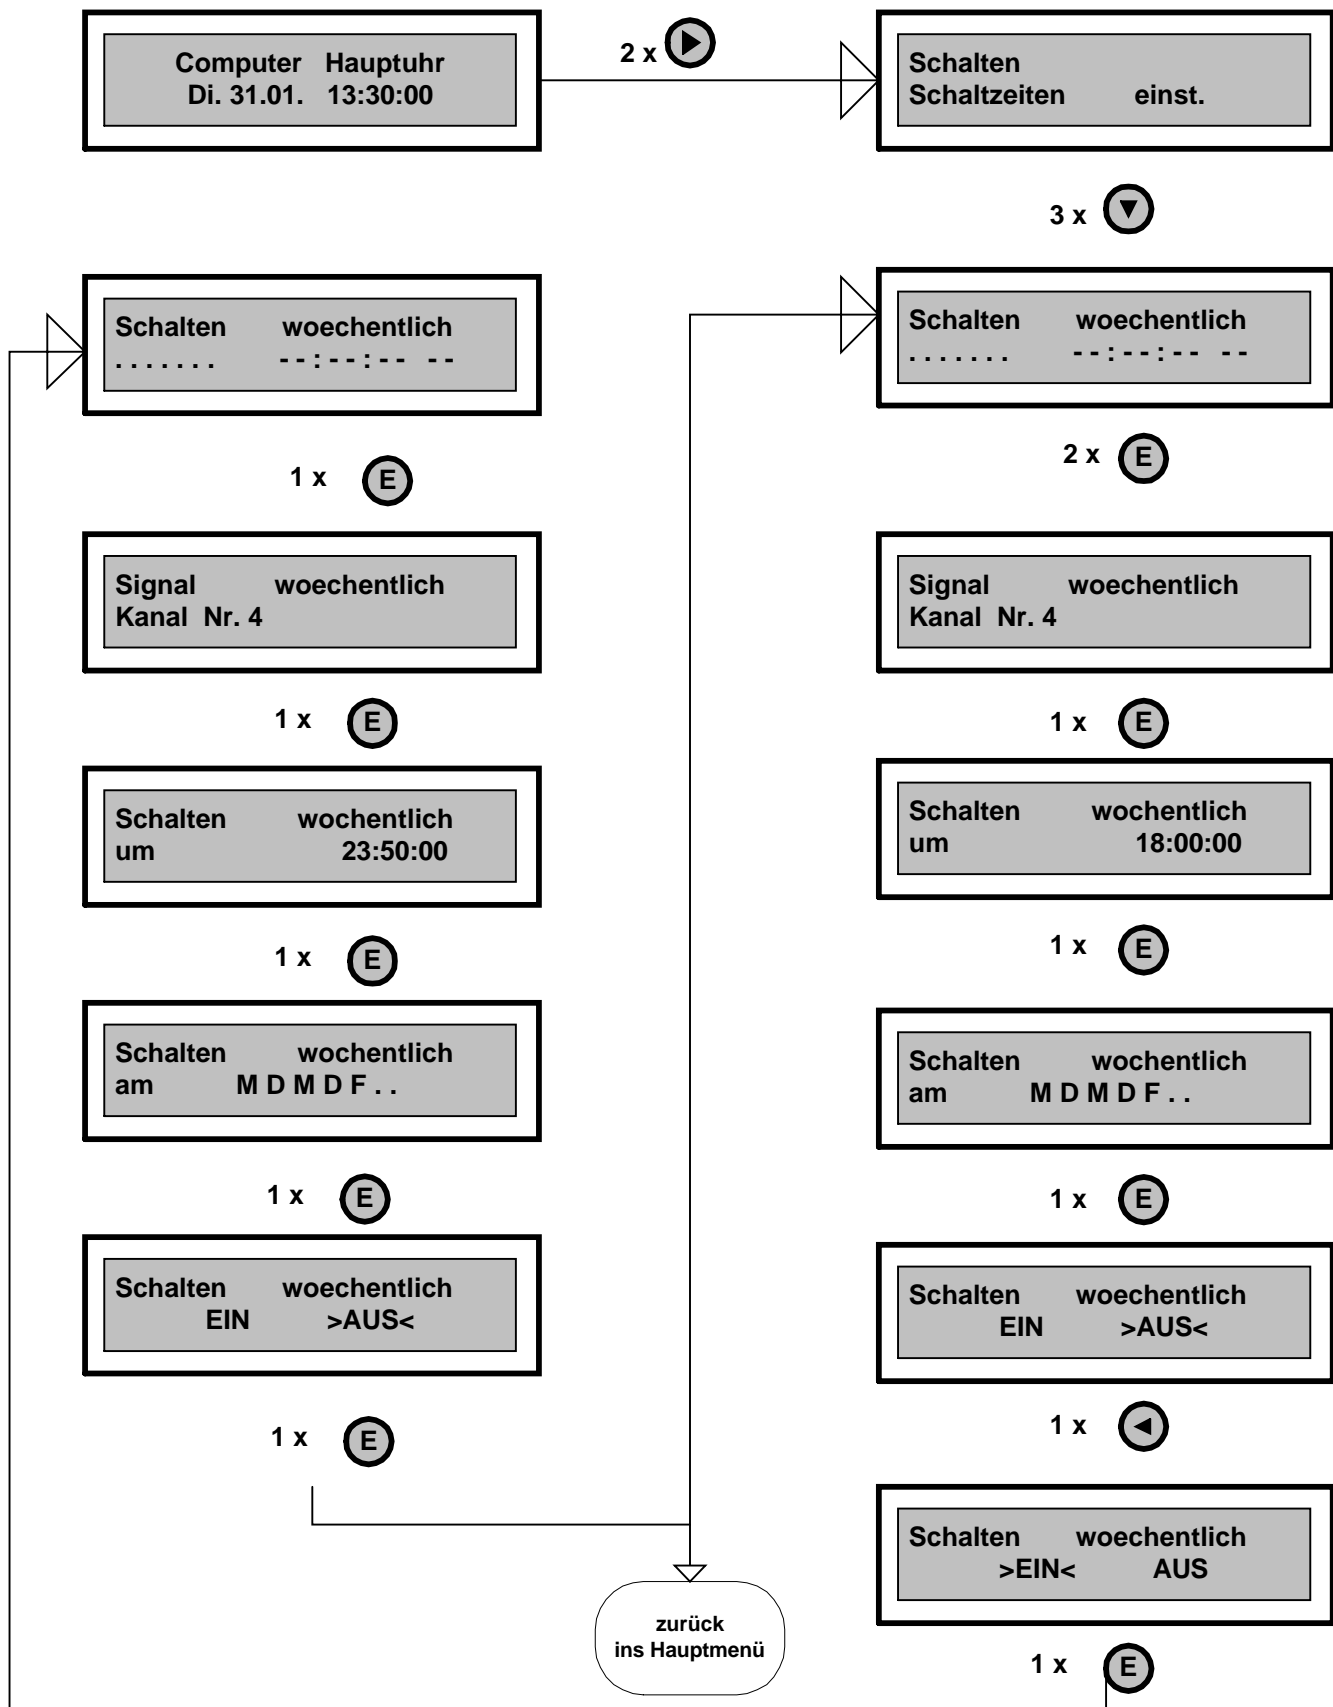 Computer Hauptuhr
Di. 31.01. 13:30:00
2 x
Schalten
Schaltzeiten einst.
3 x
Schalten woechentlich
. . . . . . . - - : - - : - - - -
2 x E
Signal woechentlich
Kanal Nr. 4
1 x E
Schalten wochentlich
um 18:00:00
1 x E
Schalten wochentlich
am M D M D F . .
1 x E
Schalten woechentlich
EIN >AUS<
1 x
Schalten woechentlich
>EIN< AUS
1 x E
Schalten woechentlich
. . . . . . . - - : - - : - - - -
1 x E
Signal woechentlich
Kanal Nr. 4
1 x E
Schalten wochentlich
um 23:50:00
1 x E
Schalten wochentlich
am M D M D F . .
1 x E
Schalten woechentlich
EIN >AUS<
1 x E
zurück
ins Hauptmenü